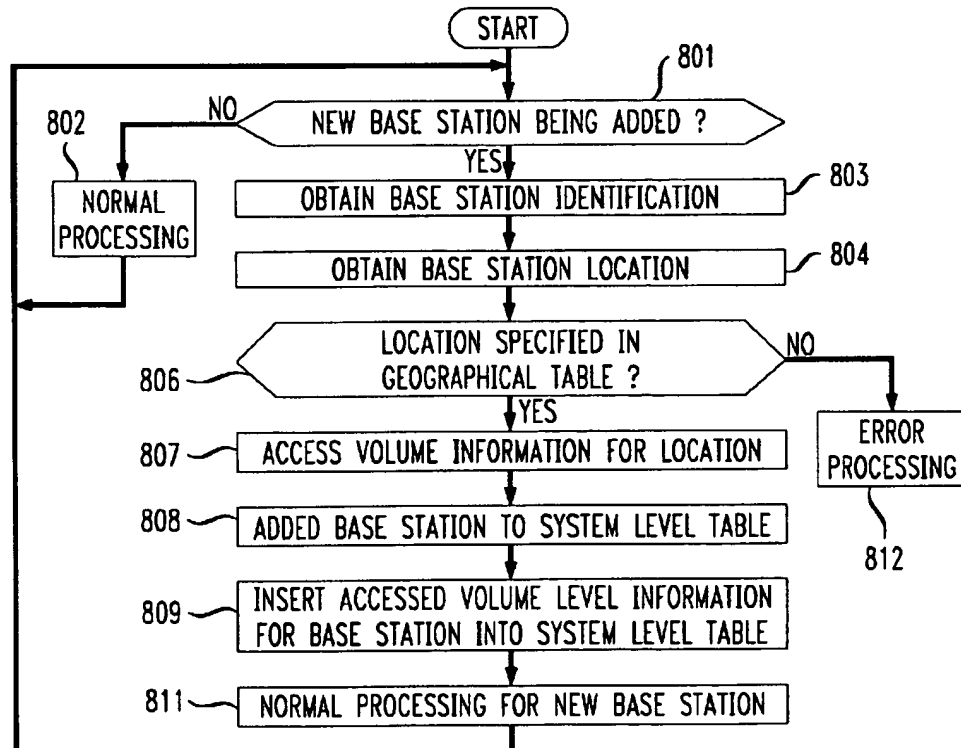 START
801
NEW BASE STATION BEING ADDED ?
NO
802
YES
NORMAL
PROCESSING
803
OBTAIN BASE STATION IDENTIFICATION
804
OBTAIN BASE STATION LOCATION
806
LOCATION SPECIFIED IN
GEOGRAPHICAL TABLE ?
NO
YES
807
ACCESS VOLUME INFORMATION FOR LOCATION
ERROR
PROCESSING
812
808
ADDED BASE STATION TO SYSTEM LEVEL TABLE
809
INSERT ACCESSED VOLUME LEVEL INFORMATION
FOR BASE STATION INTO SYSTEM LEVEL TABLE
811
NORMAL PROCESSING FOR NEW BASE STATION